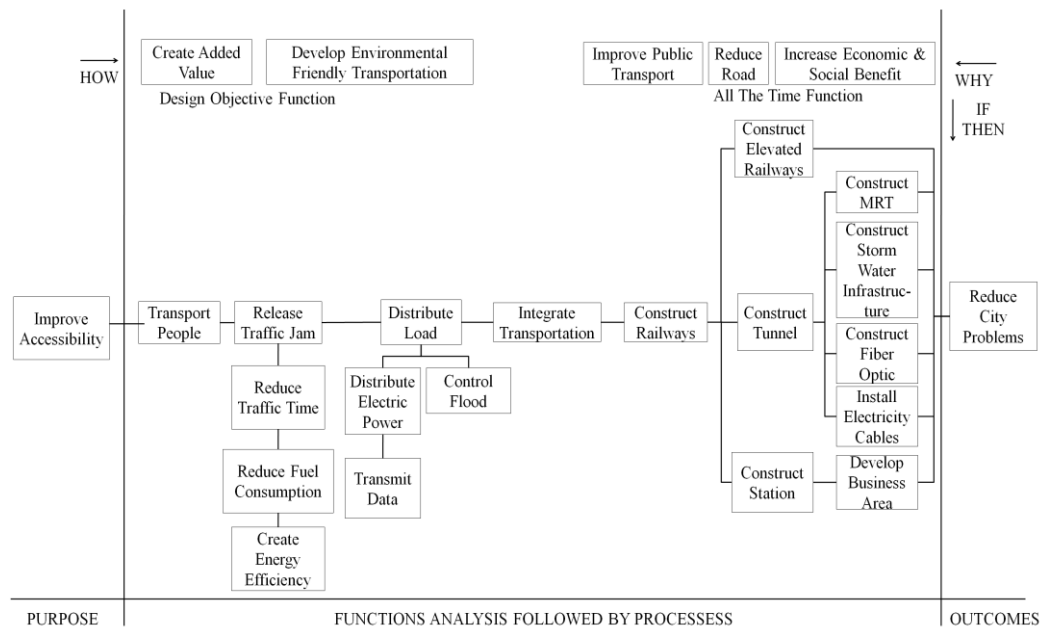 HOW
Create Added
Value
Develop Environmental
Friendly Transportation
Design Objective Function
Improve Public
Transport
Reduce
Road
Increase Economic &
Social Benefit
All The Time Function
WHY
IF
THEN
Improve
Accessibility
Transport
People
Release
Traffic Jam
Reduce
Traffic Time
Reduce Fuel
Consumption
Create
Energy
Efficiency
Distribute
Load
Distribute
Electric
Power
Transmit
Data
Control
Flood
Integrate
Transportation
Construct
Railways
Construct
Elevated
Railways
Construct
Tunnel
Construct
MRT
Construct
Storm
Water
Infrastruc-
ture
Construct
Fiber
Optic
Install
Electricity
Cables
Construct
Station
Develop
Business
Area
Reduce
City
Problems
PURPOSE
FUNCTIONS ANALYSIS FOLLOWED BY PROCESSESS
OUTCOMES